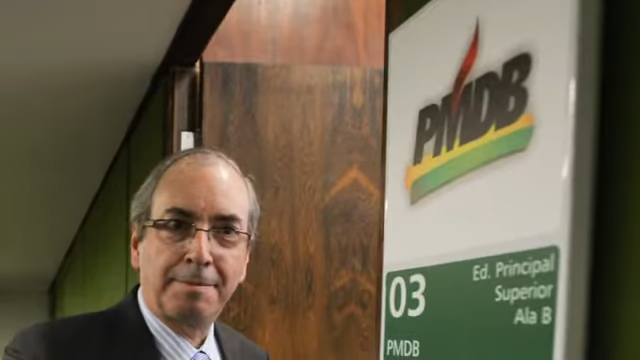 PMDB
03
Ed. Principal
Superior
Ala B
PMDB